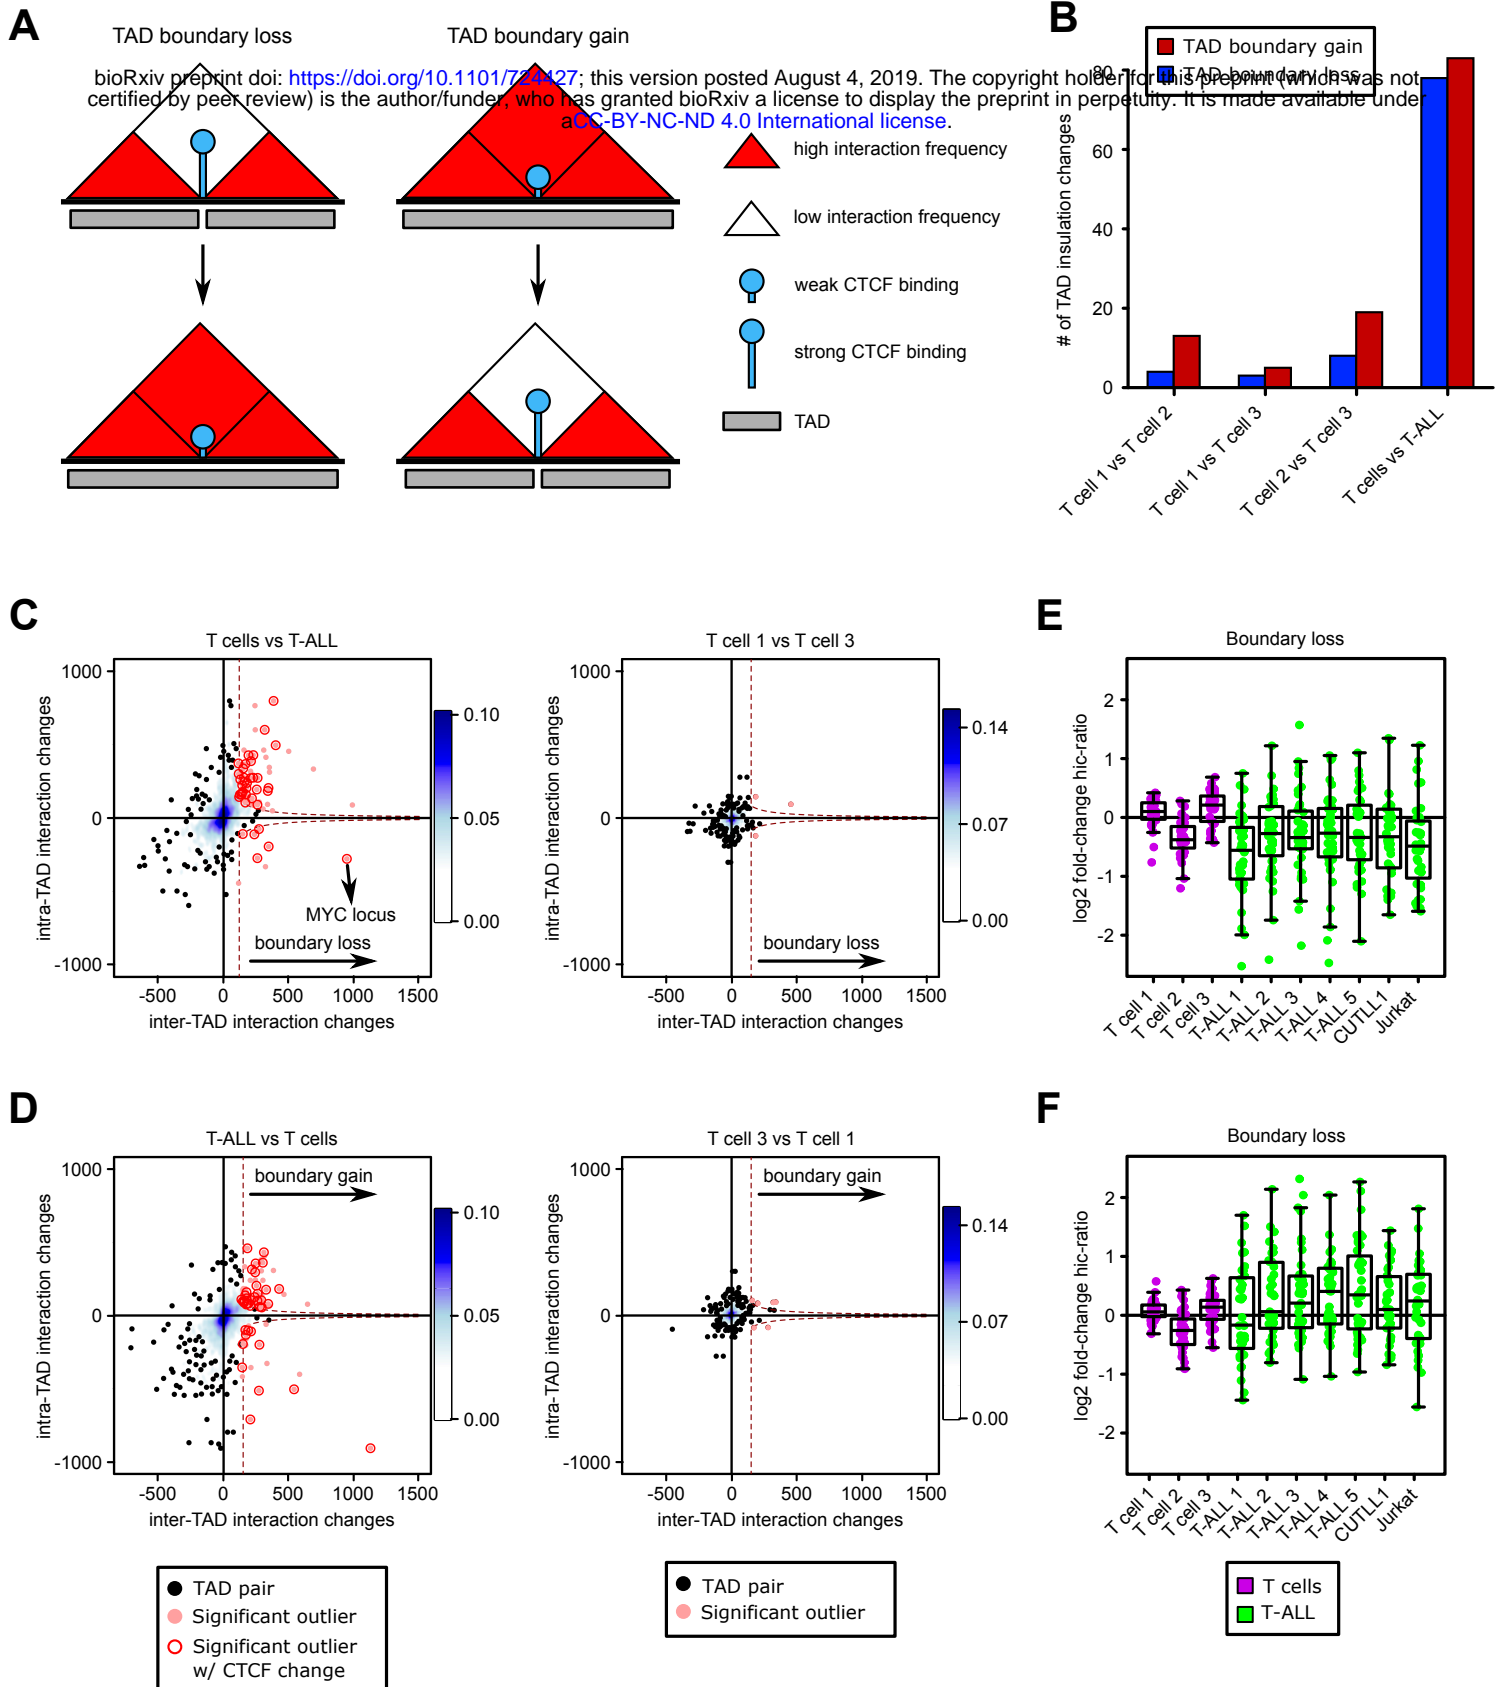 A
TAD boundary loss
TAD boundary gain
bioRxiv preprint doi: https://doi.org/10.1101/724427; this version posted August 4, 2019. The copyright holder for this preprint (which was not
certified by peer review) is the author/funder, who has granted bioRxiv a license to display the preprint in perpetuity. It is made available under
aCC-BY-NC-ND 4.0 International license.
high interaction frequency
low interaction frequency
weak CTCF binding
strong CTCF binding
TAD
B
TAD boundary gain
TAD boundary loss
# of TAD insulation changes
80
60
40
20
0
T cell 1 vs T cell 2
T cell 1 vs T cell 3
T cell 2 vs T cell 3
T cells vs T-ALL
C
T cells vs T-ALL
intra-TAD interaction changes
1000
0
-1000
MYC locus
boundary loss
-500
0
500
1000
1500
inter-TAD interaction changes
0.10
0.05
0.00
T cell 1 vs T cell 3
intra-TAD interaction changes
1000
0
-1000
boundary loss
-500
0
500
1000
1500
inter-TAD interaction changes
0.14
0.07
0.00
E
Boundary loss
log2 fold-change hic-ratio
2
1
0
-1
-2
T cell 1
T cell 2
T cell 3
T-ALL 1
T-ALL 2
T-ALL 3
T-ALL 4
T-ALL 5
CUTLL1
Jurkat
D
T-ALL vs T cells
intra-TAD interaction changes
1000
0
-1000
boundary gain
-500
0
500
1000
1500
inter-TAD interaction changes
0.10
0.05
0.00
TAD pair
Significant outlier
Significant outlier
w/ CTCF change
T cell 3 vs T cell 1
intra-TAD interaction changes
1000
0
-1000
boundary gain
-500
0
500
1000
1500
inter-TAD interaction changes
0.14
0.07
0.00
TAD pair
Significant outlier
F
Boundary loss
log2 fold-change hic-ratio
2
1
0
-1
-2
T cell 1
T cell 2
T cell 3
T-ALL 1
T-ALL 2
T-ALL 3
T-ALL 4
T-ALL 5
CUTLL1
Jurkat
T cells
T-ALL